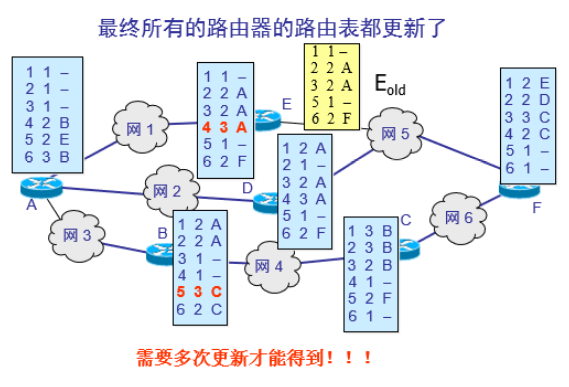 最终所有的路由器的路由表都更新了
1 1 –
2 1 –
3 1 –
4 2 B
5 2 E
6 3 B
A
网 1
1 1 –
2 2 A
3 2 A
4 3 A
5 1 –
6 2 F
E
1 1 –
2 2 A
3 2 A
5 1 –
6 2 F
Eold
网 5
1 2 E
2 2 D
3 3 C
4 2 C
5 1 –
6 1 –
F
网 2
D
1 2 A
2 1 –
3 2 A
4 3 A
5 1 –
6 2 F
网 3
B
1 2 A
2 2 A
3 1 –
4 1 –
5 3 C
6 2 C
网 4
C
1 3 B
2 3 B
3 2 B
4 1 –
5 2 F
6 1 –
网 6
需要多次更新才能得到！！！